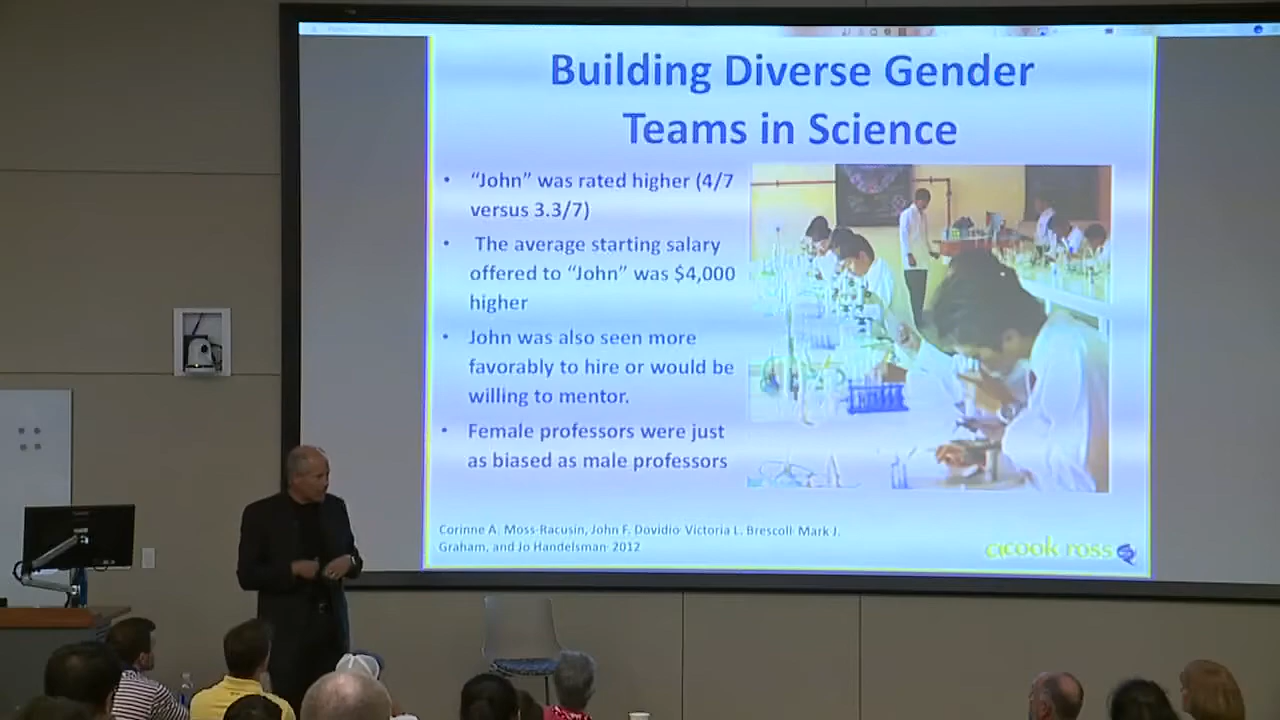 Building Diverse Gender
Teams in Science
• "John" was rated higher (4/7
versus 3.3/7)
• The average starting salary
offered to "John" was $4,000
higher
• John was also seen more
favorably to hire or would be
willing to mentor.
• Female professors were just
as biased as male professors
Corinne A. Moss-Racusin, John F. Dovidio, Victoria L. Brescoll, Mark J.
Graham, and Jo Handelsman 2012
cook ross